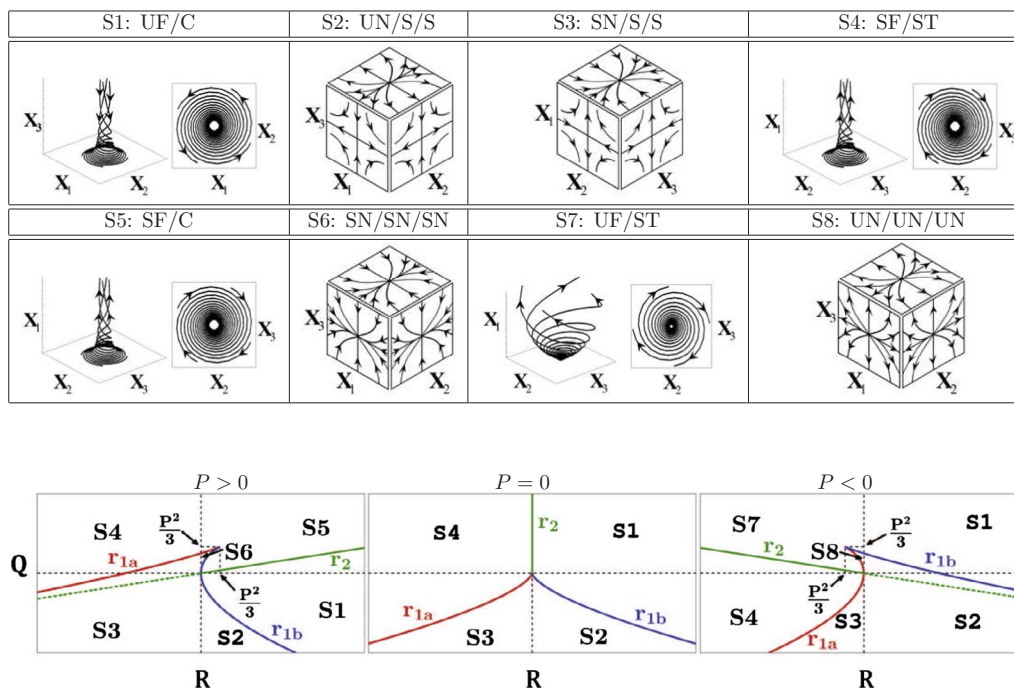 S1: UF/C
S2: UN/S/S
S3: SN/S/S
S4: SF/ST
X3
X1
X2
X2
X1
X3
X1
X2
X1
X2
X3
X1
X2
X3
X3
X2
S5: SF/C
S6: SN/SN/SN
S7: UF/ST
S8: UN/UN/UN
X1
X2
X3
X3
X2
X3
X1
X2
X1
X2
X3
X3
X2
X3
X1
X2
P > 0
P = 0
P < 0
Q
S4
P²/3
S6
S5
r1a
r2
P²/3
S3
S1
S2
r1b
R
S4
r2
S1
r1a
r1b
S3
S2
R
S7
P²/3
S1
r2
S8
r1b
P²/3
S4
S3
S2
r1a
R